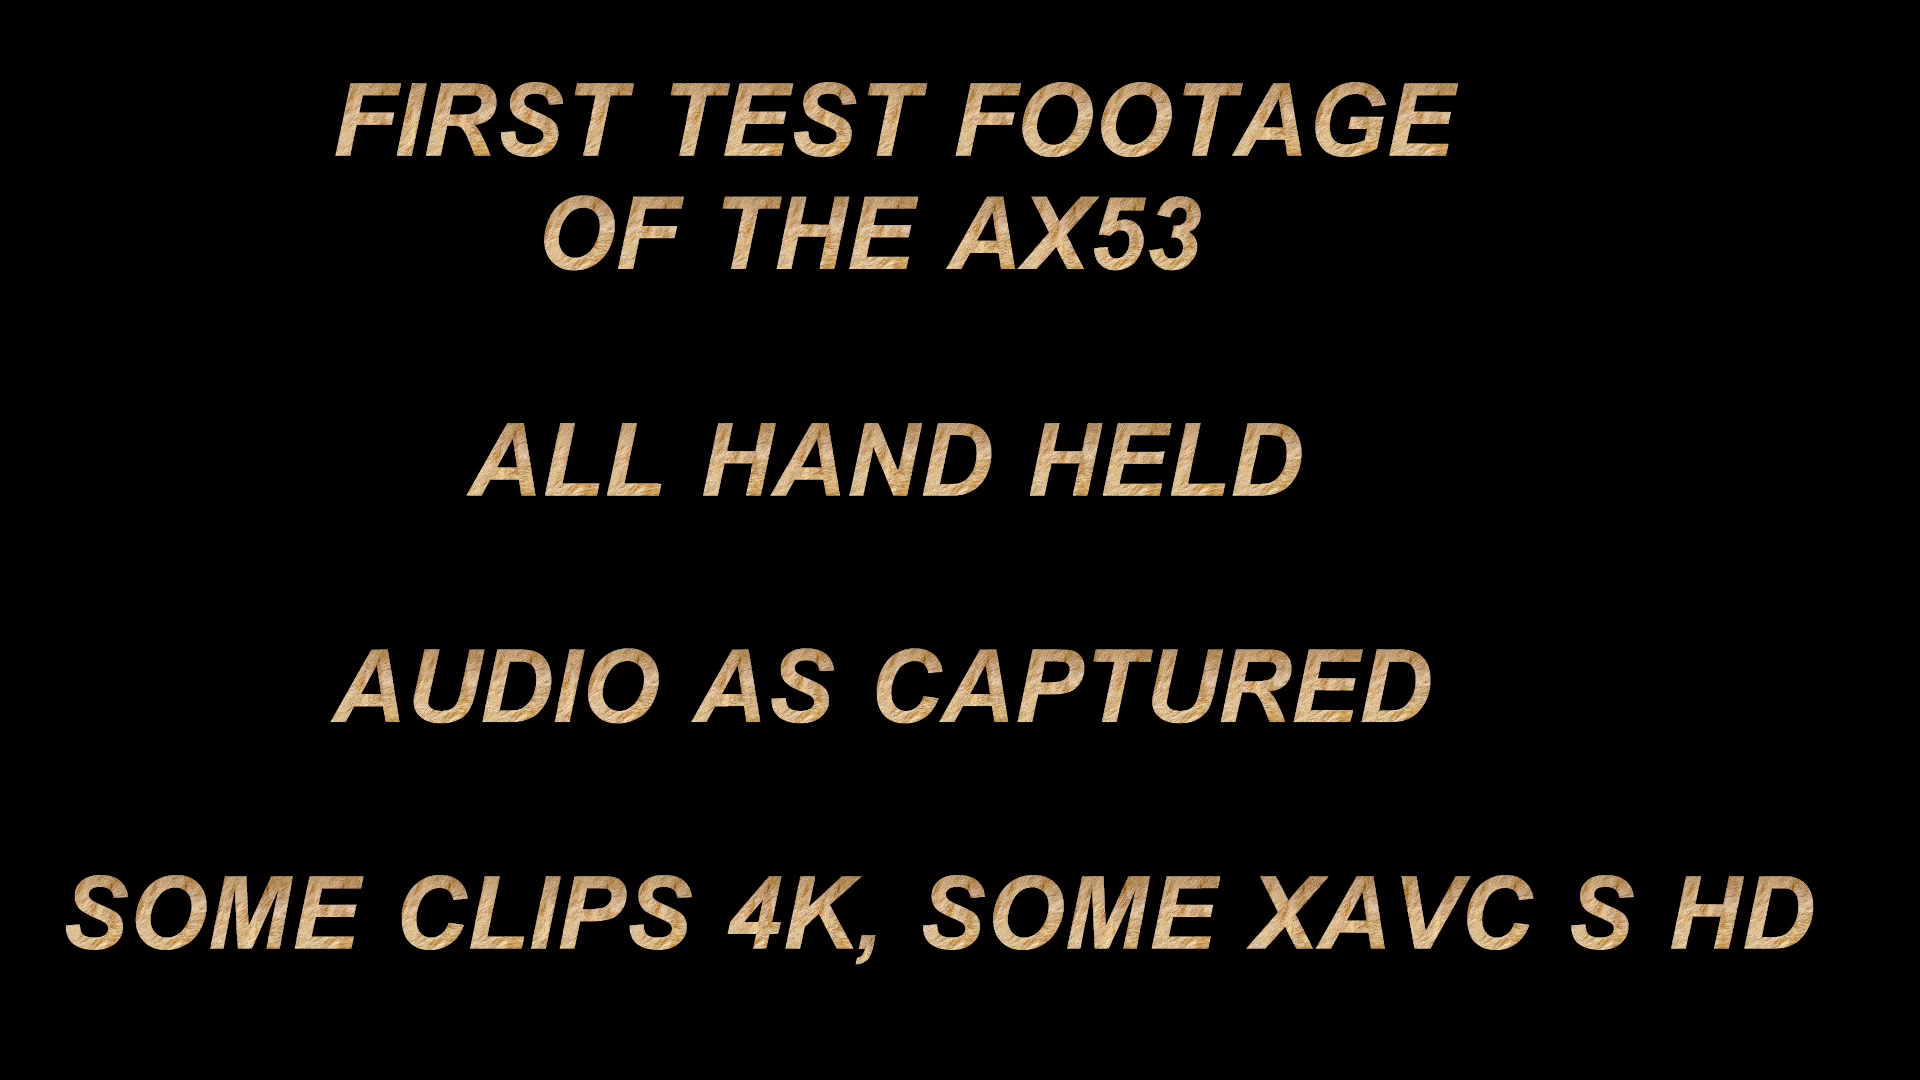 FIRST TEST FOOTAGE
OF THE AX53
ALL HAND HELD
AUDIO AS CAPTURED
SOME CLIPS 4K, SOME XAVC S HD